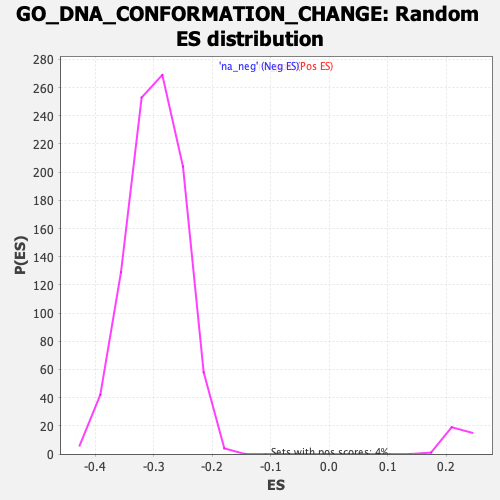 GO_DNA_CONFORMATION_CHANGE: Random
ES distribution
'na_neg' (Neg ES) (Pos ES)
280
260
240
220
200
180
160
140
120
100
80
60
40
20
0
P(ES)
Sets with pos scores: 4%
-0.4 -0.3 -0.2 -0.1 0.0 0.1 0.2
ES